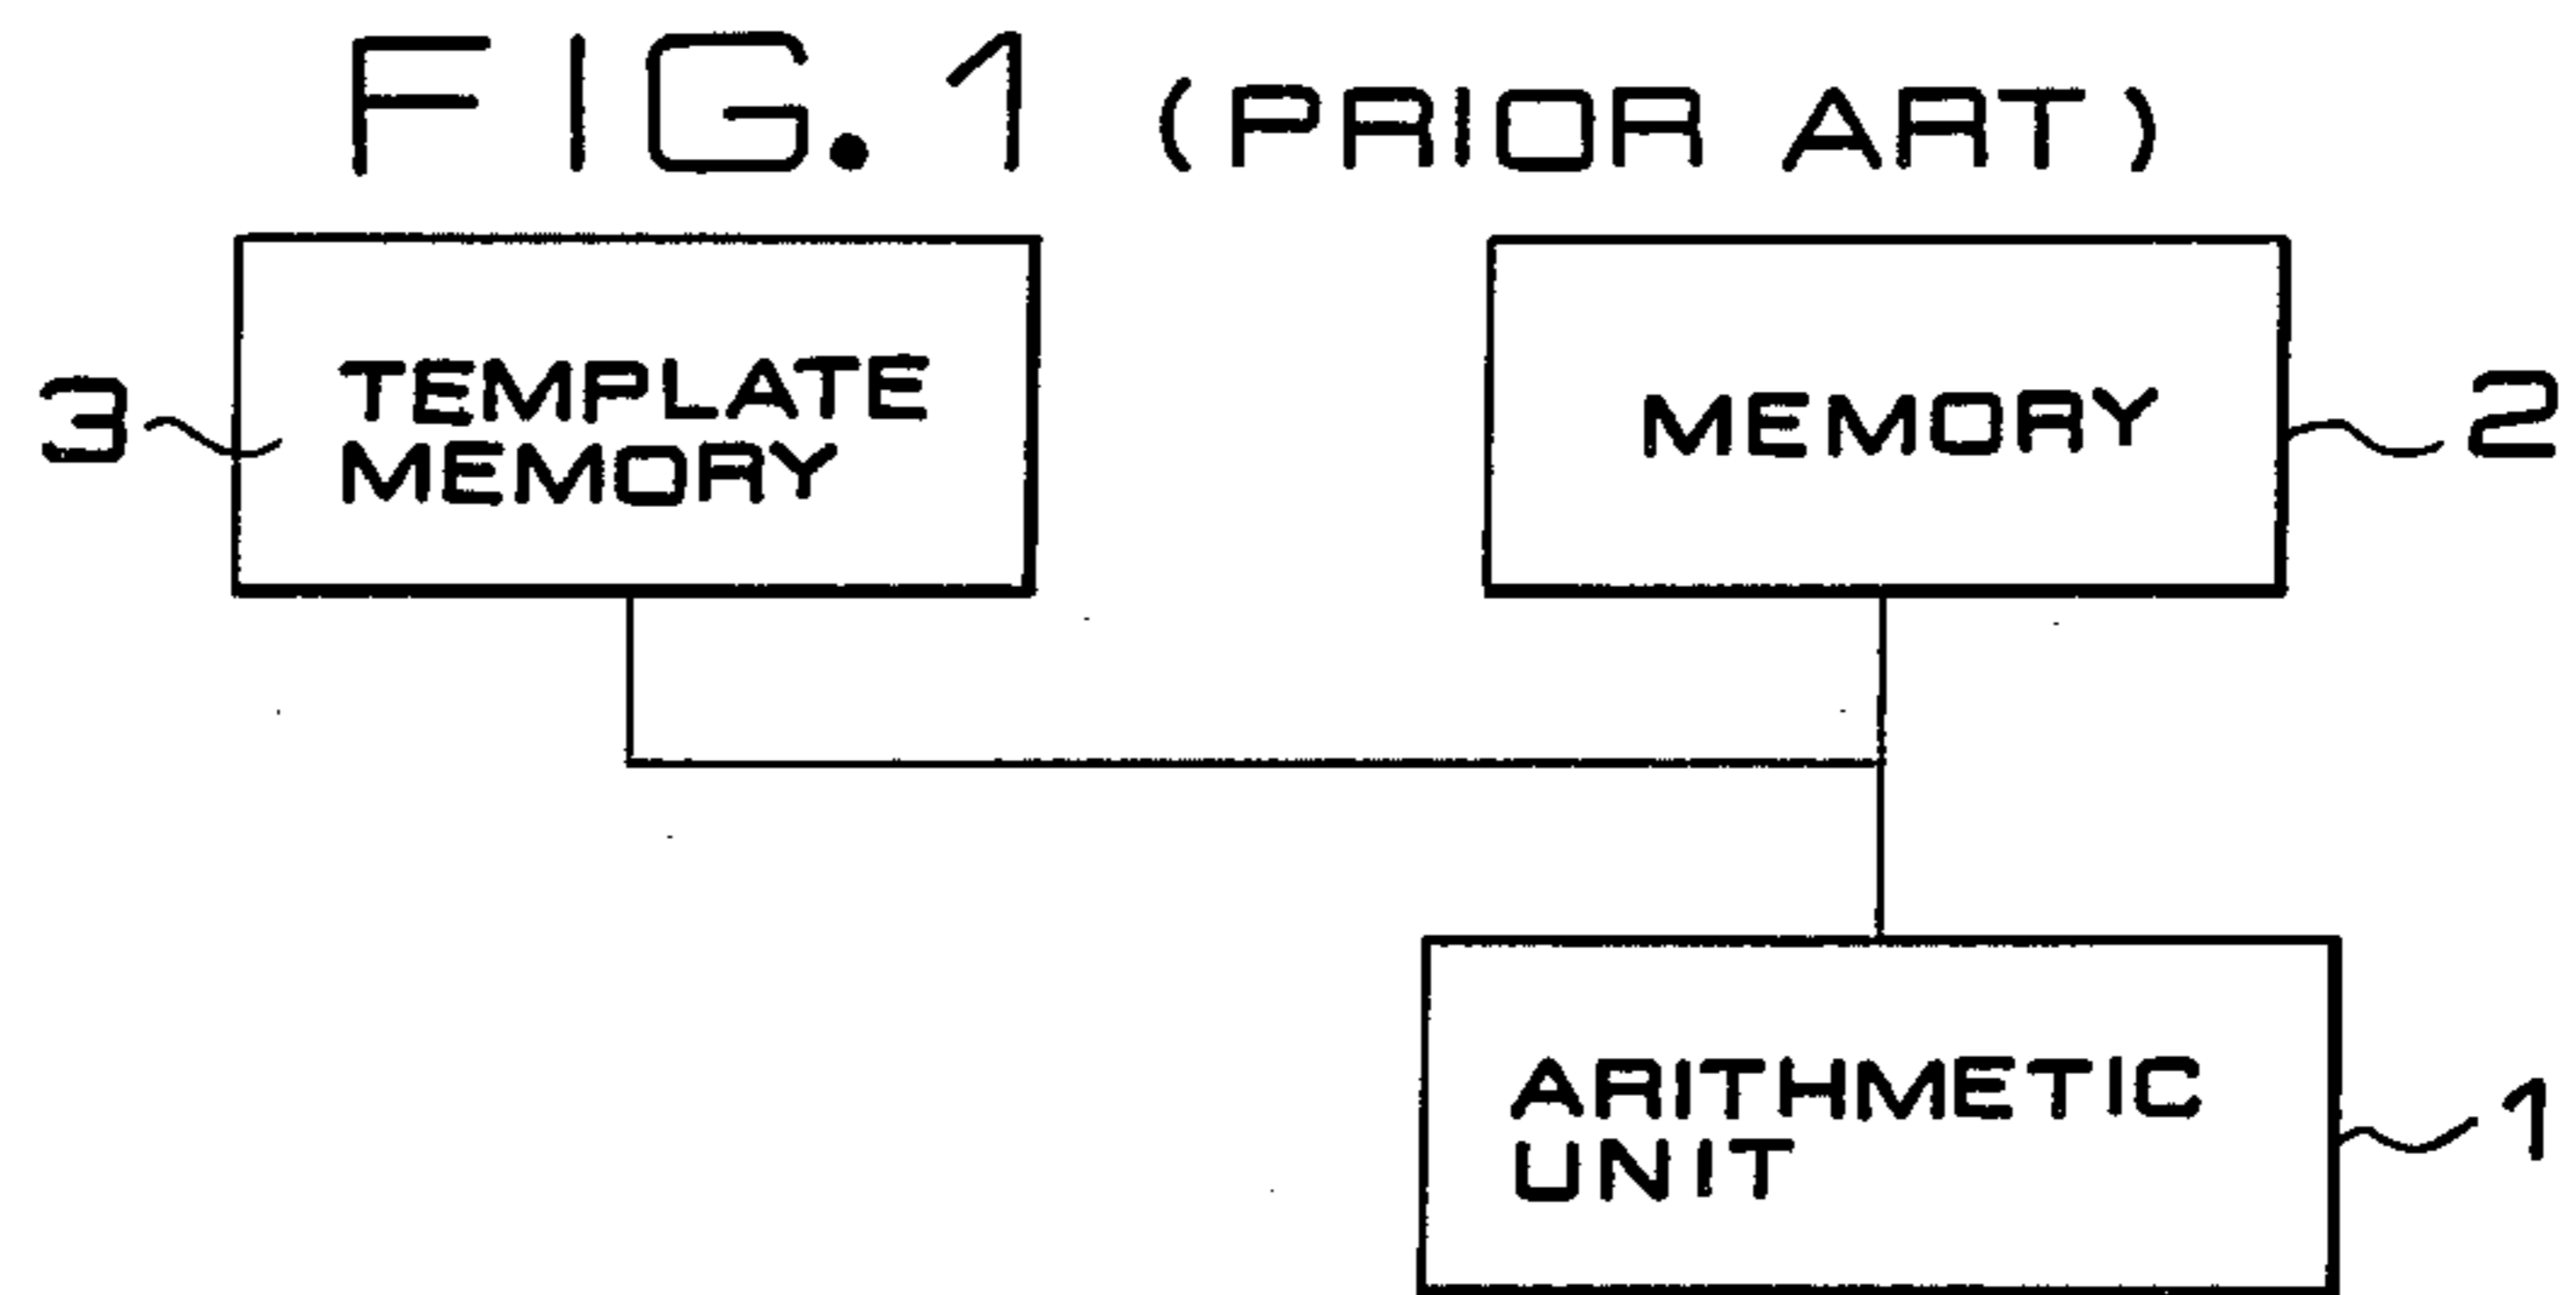 FIG. 1 (PRIOR ART)
3
TEMPLATE
MEMORY
MEMORY
2
ARITHMETIC
UNIT
1